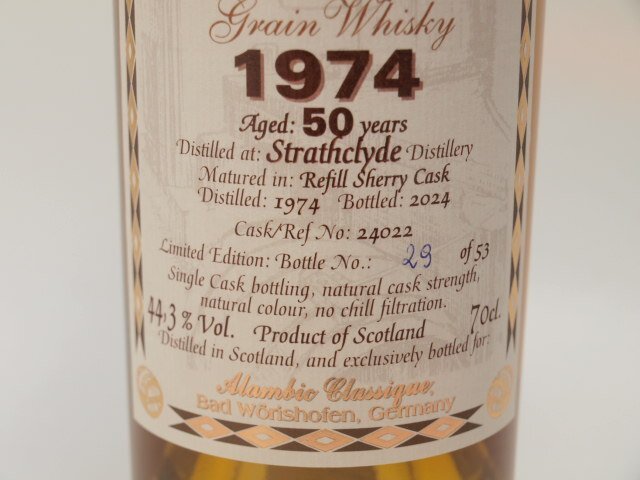 Grain Whisky
1974
Aged: 50 years
Distilled at: Strathclyde Distillery
Matured in: Refill Sherry Cask
Distilled: 1974 Bottled: 2024
Cask/Ref No: 24022
Limited Edition: Bottle No.: 29 of 53
Single Cask bottling, natural cask strength,
natural colour, no chill filtration.
44,3 % Vol. Product of Scotland 70cl.
Distilled in Scotland, and exclusively bottled for:
Alambic Classique,
Bad Wörishofen, Germany